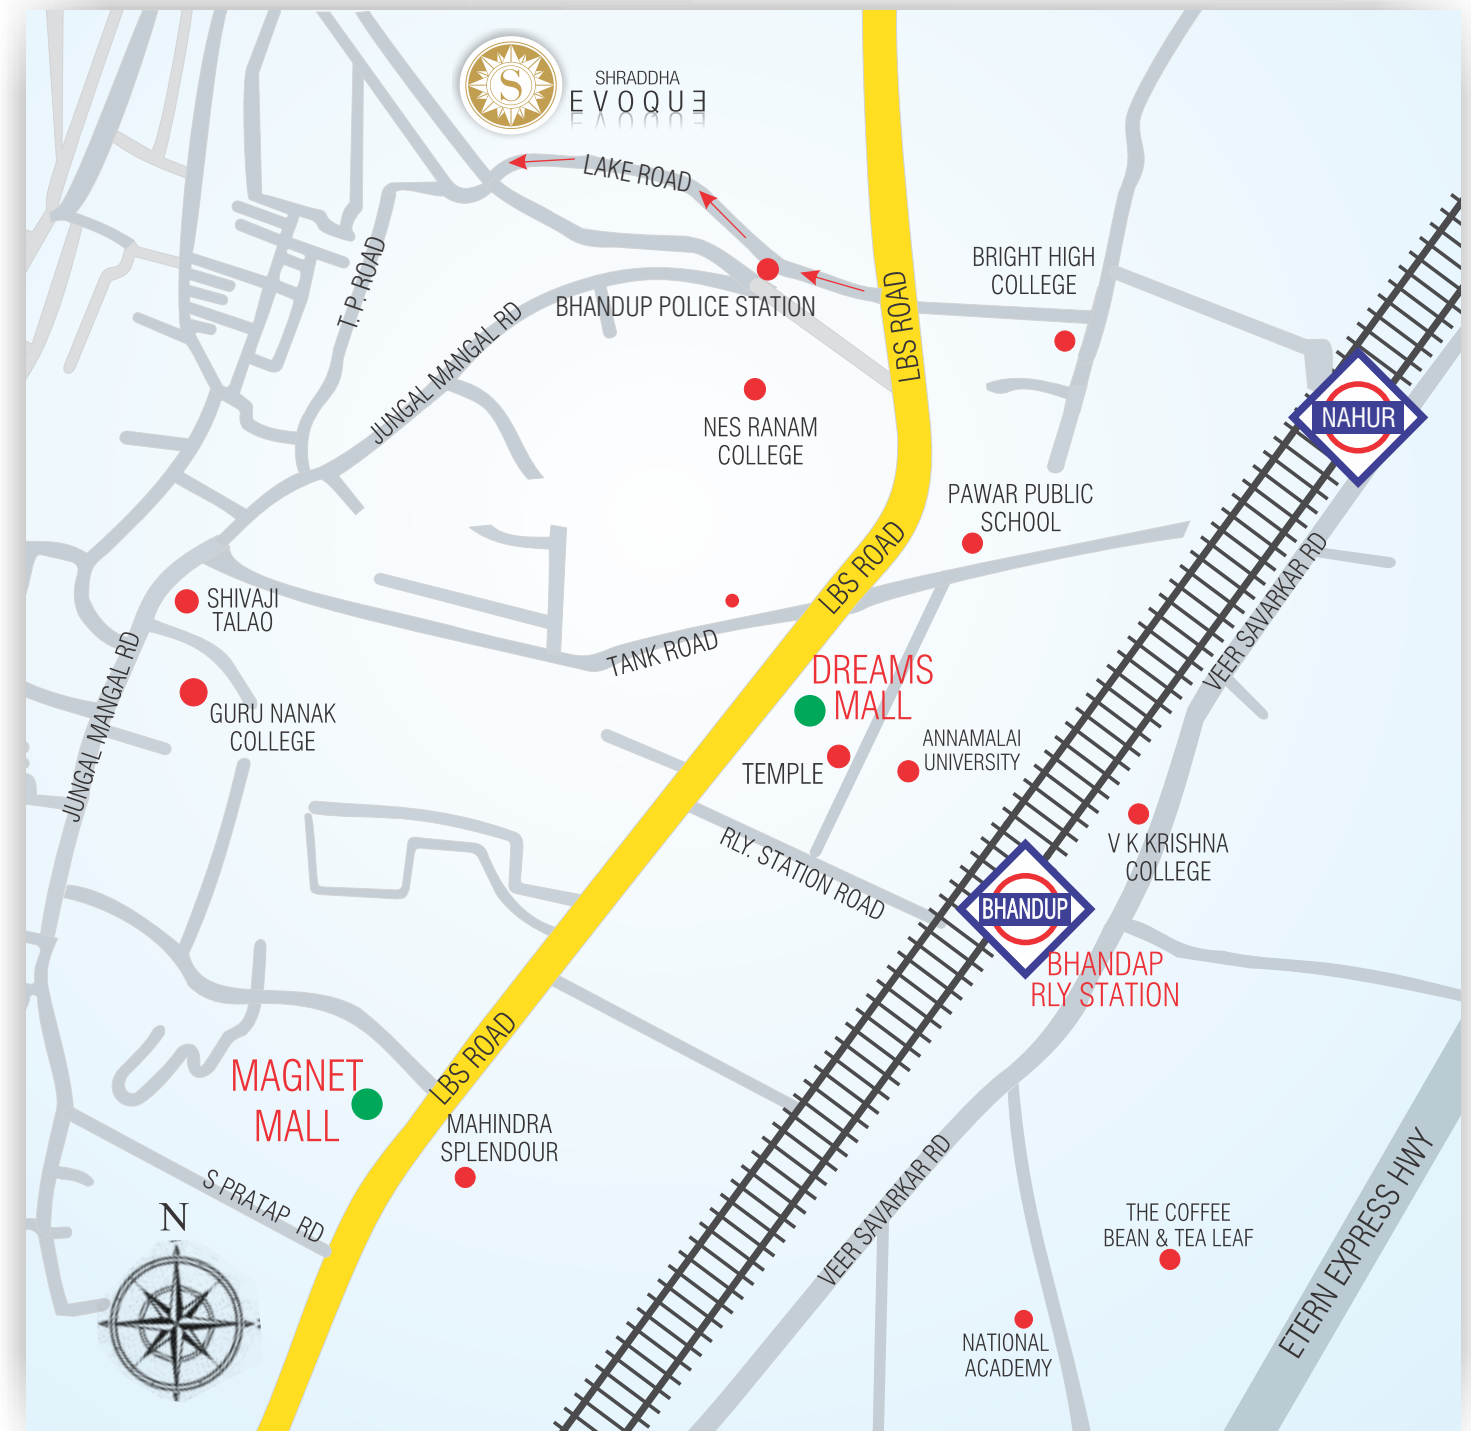 S
SHRADDHA
EVOQUE
LAKE ROAD
T. P. ROAD
BRIGHT HIGH
COLLEGE
BHANDUP POLICE STATION
LBS ROAD
JUNGAL MANGAL RD
NES RANAM
COLLEGE
NAHUR
PAWAR PUBLIC
SCHOOL
LBS ROAD
VEER SAVARKAR RD
SHIVAJI
TALAO
TANK ROAD
DREAMS
MALL
JUNGAL MANGAL RD
GURU NANAK
COLLEGE
TEMPLE
ANNAMALAI
UNIVERSITY
RLY. STATION ROAD
V K KRISHNA
COLLEGE
BHANDUP
BHANDAP
RLY STATION
LBS ROAD
MAGNET
MALL
MAHINDRA
SPLENDOUR
S PRATAP RD
VEER SAVARKAR RD
N
THE COFFEE
BEAN & TEA LEAF
ETERN EXPRESS HWY
NATIONAL
ACADEMY